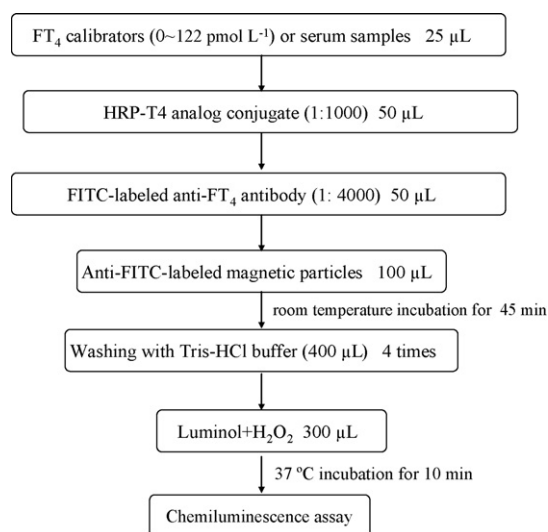 FT₄ calibrators (0~122 pmol L⁻¹) or serum samples 25 µL
HRP-T4 analog conjugate (1:1000) 50 µL
FITC-labeled anti-FT₄ antibody (1: 4000) 50 µL
Anti-FITC-labeled magnetic particles 100 µL
room temperature incubation for 45 min
Washing with Tris-HCl buffer (400 µL) 4 times
Luminol+H₂O₂ 300 µL
37 ºC incubation for 10 min
Chemiluminescence assay